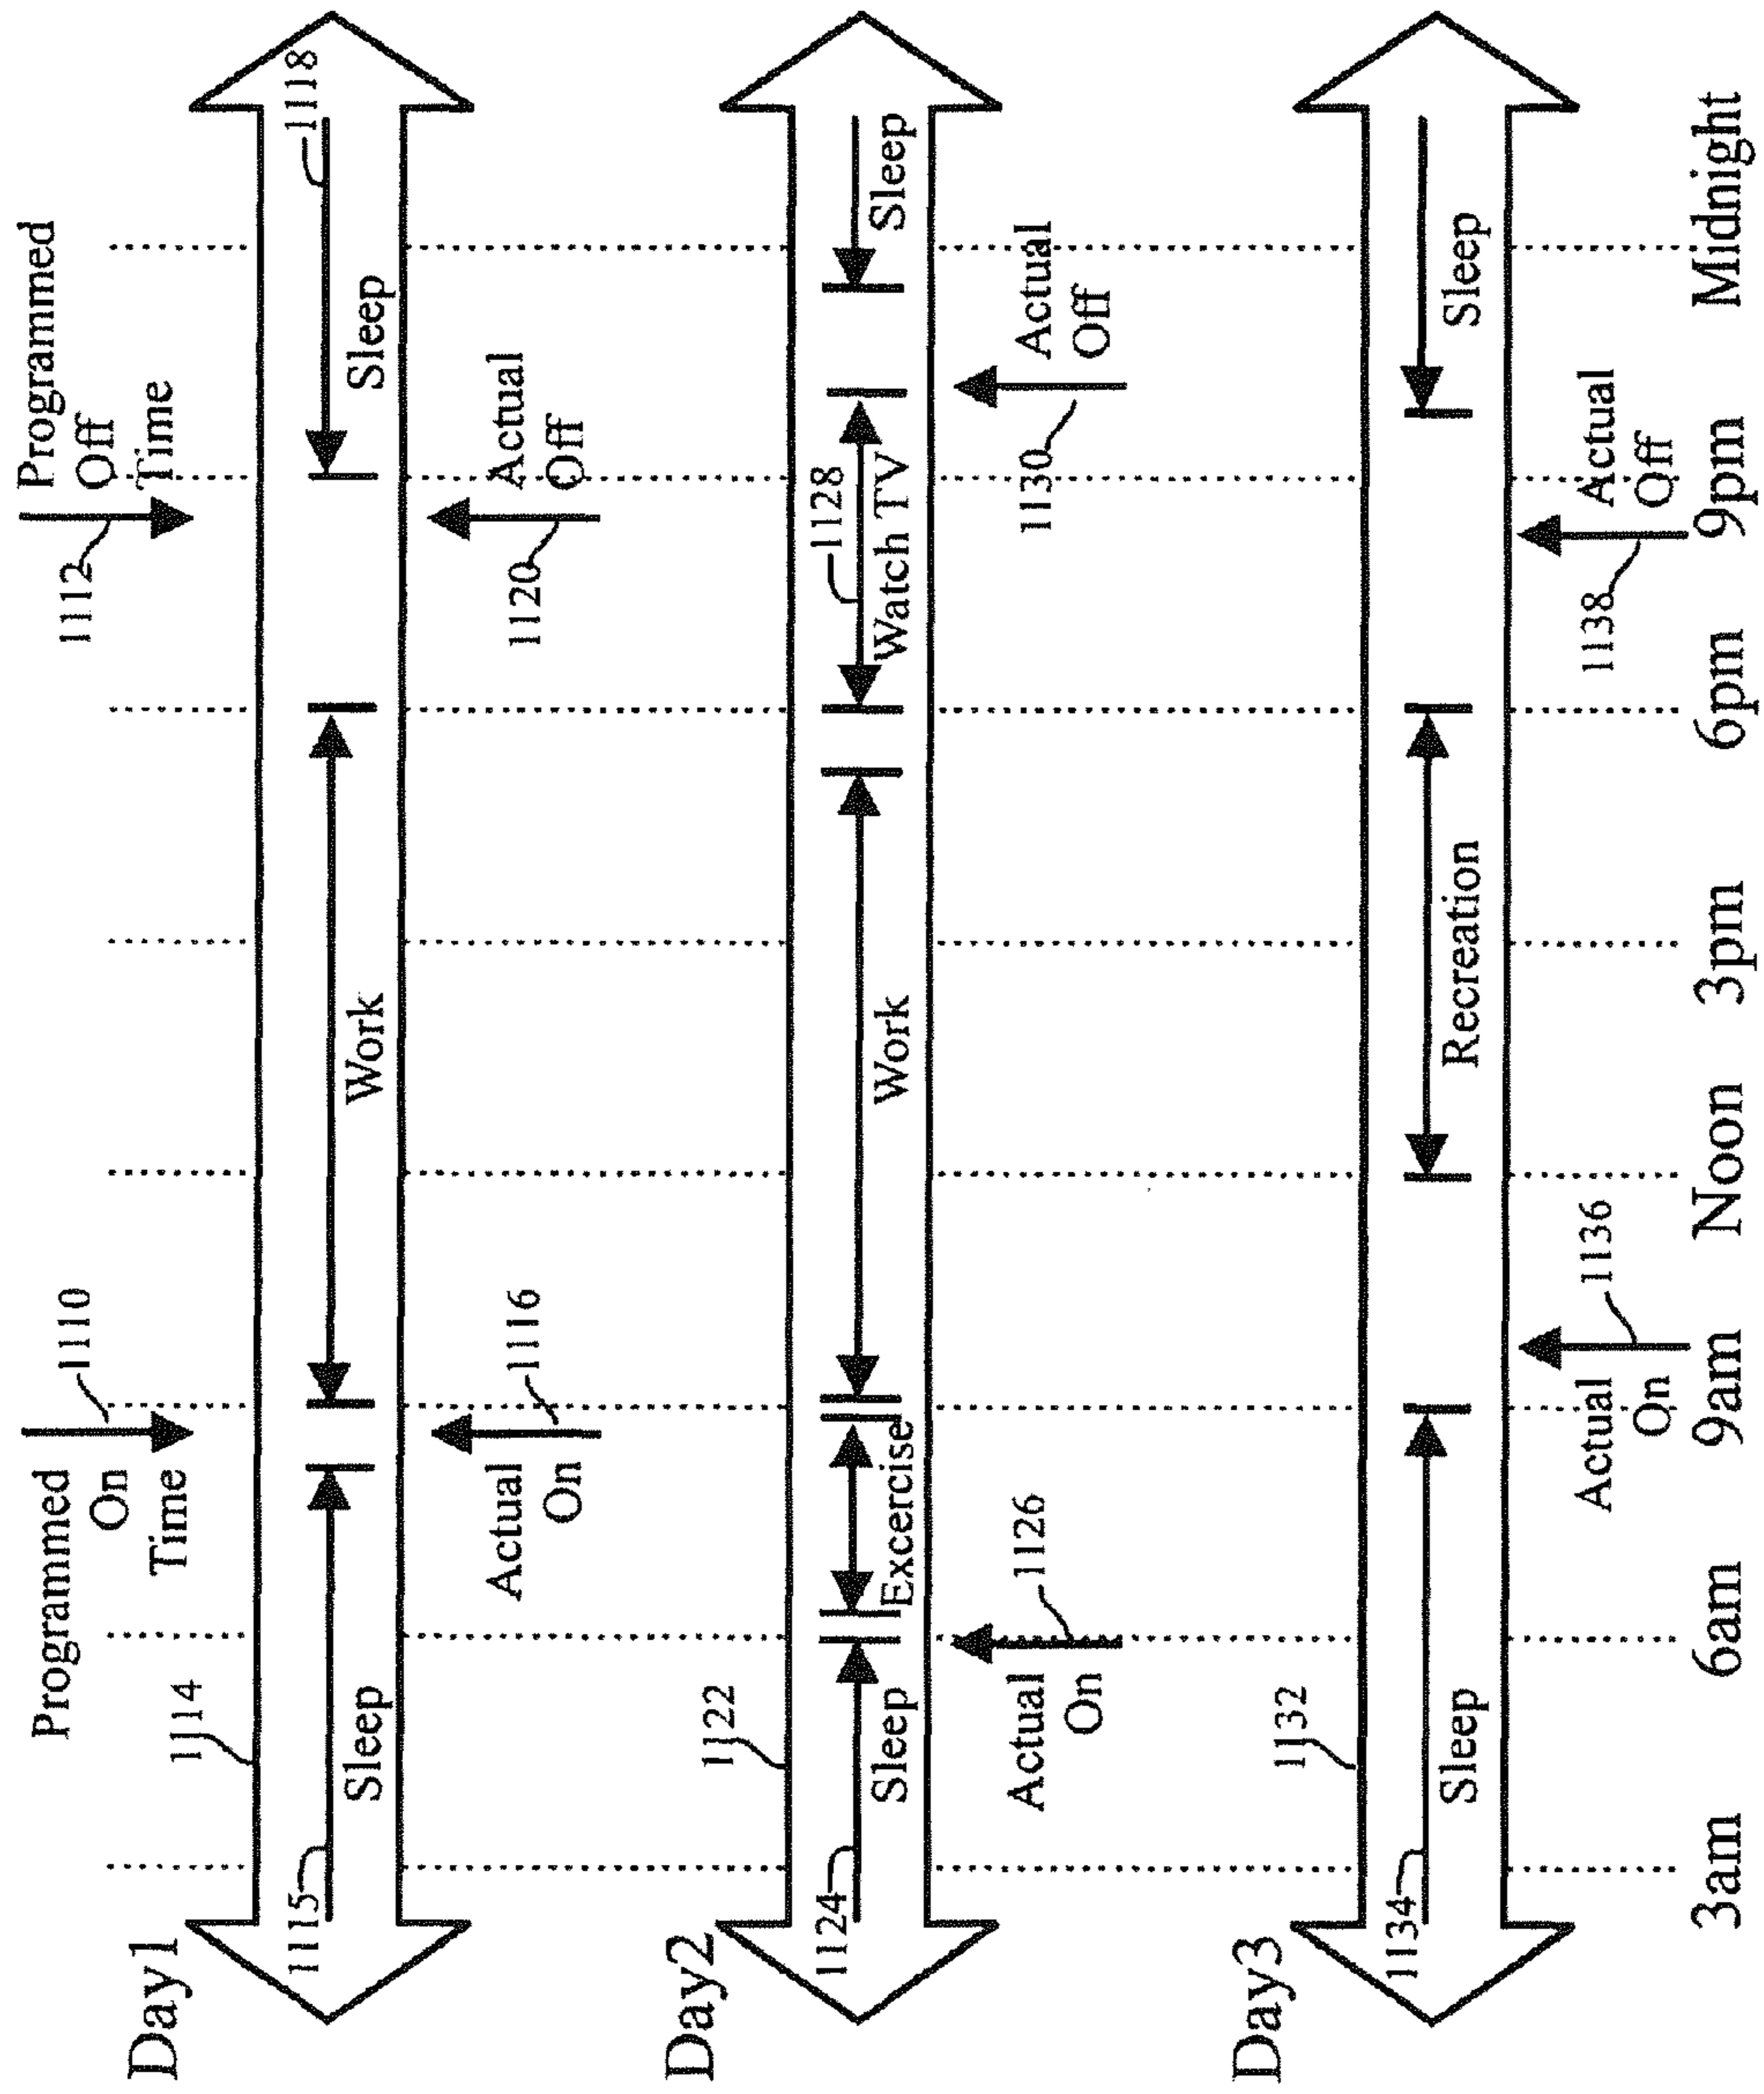 Programmed
On
Time
1110
Programmed
Off
Time
1112
Day1
1114
1115
Sleep
Work
Sleep
1118
Actual
On
1116
Actual
Off
1120
Day2
1122
1124
Sleep
Excercise
Work
Watch TV
1128
Sleep
Actual
On
1126
Actual
Off
1130
Day3
1132
1134
Sleep
Recreation
Sleep
Actual
On
1136
Actual
Off
1138
3am 6am 9am Noon 3pm 6pm 9pm Midnight